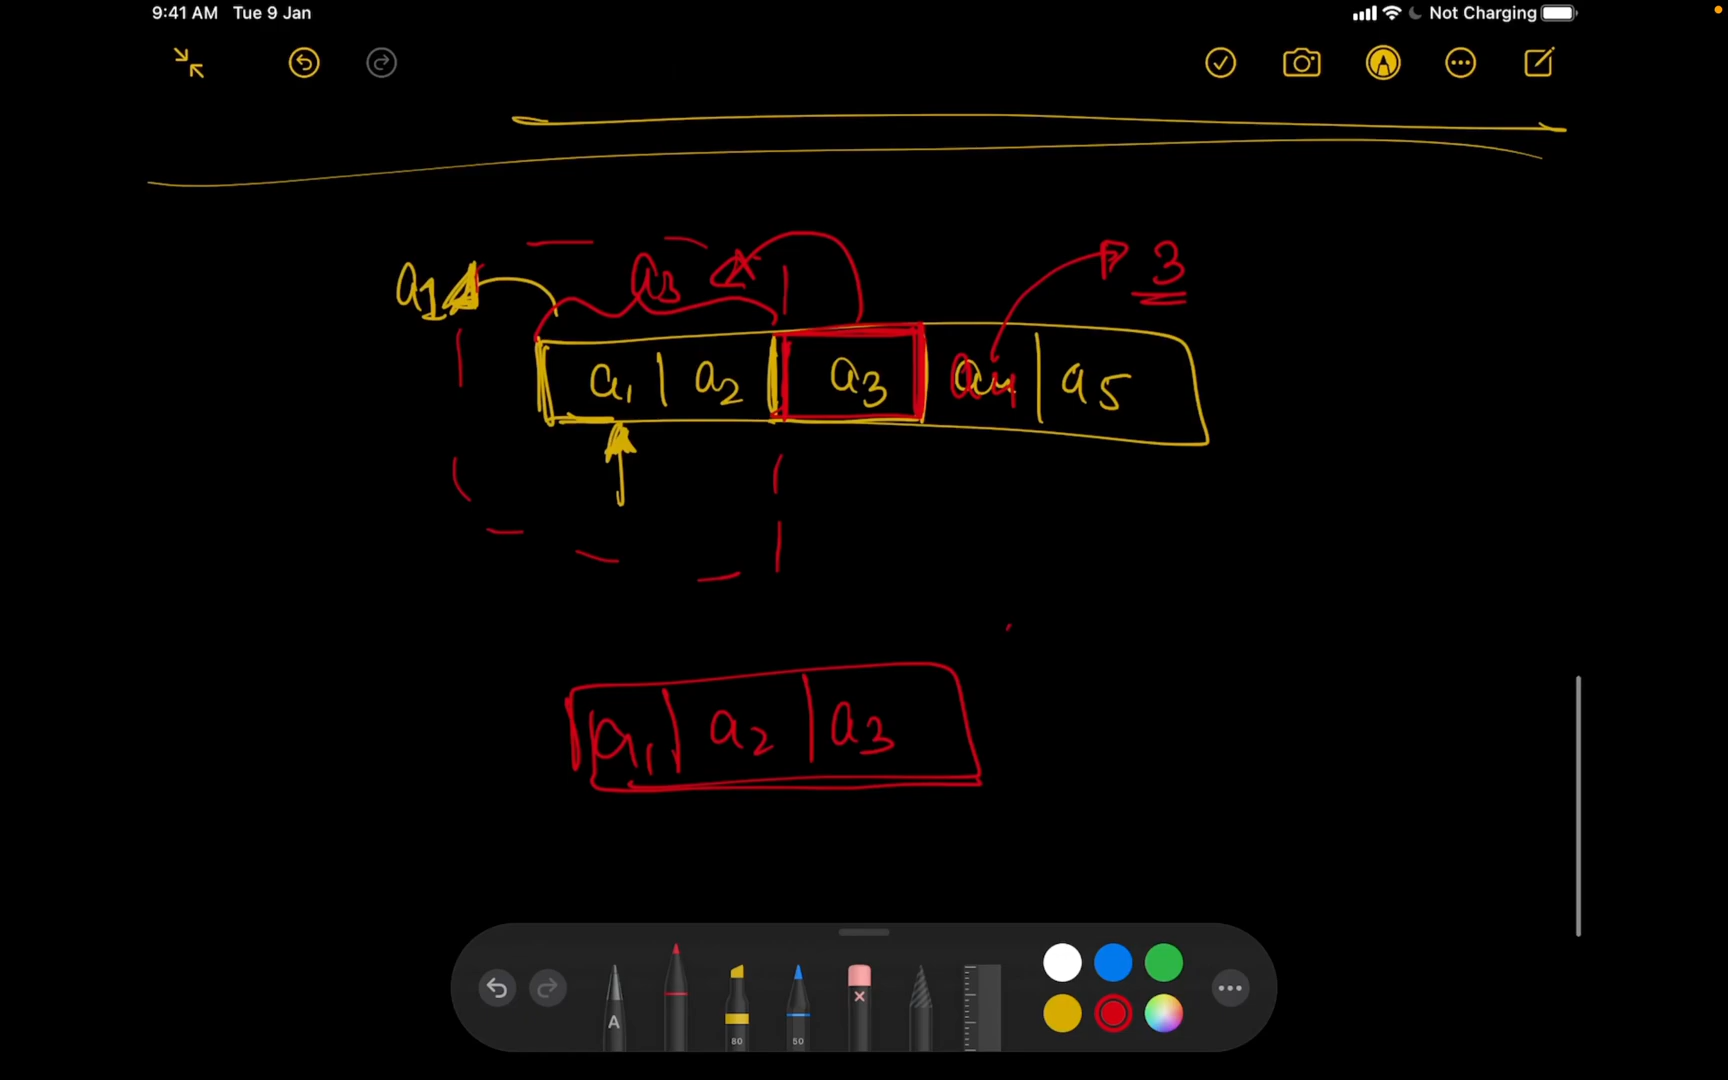 9:41 AM Tue 9 Jan
Not Charging
a1
a3
3
a1 | a2 | a3 a4 | a5
a1 | a2 | a3
A
80
50